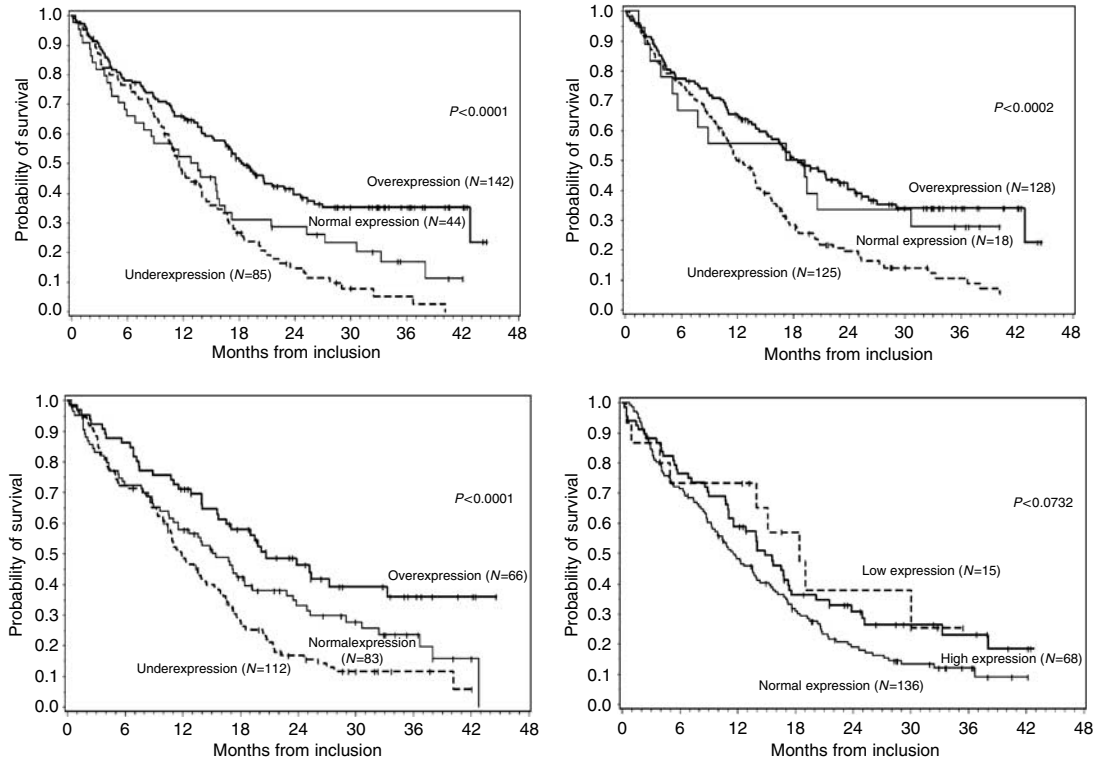 Probability of survival
1.0
0.9
0.8
0.7
0.6
0.5
0.4
0.3
0.2
0.1
0.0
P<0.0001
Overexpression (N=142)
Normal expression (N=44)
Underexpression (N=85)
0 6 12 18 24 30 36 42 48
Months from inclusion
Probability of survival
1.0
0.9
0.8
0.7
0.6
0.5
0.4
0.3
0.2
0.1
0.0
P<0.0002
Overexpression (N=128)
Normal expression (N=18)
Underexpression (N=125)
0 6 12 18 24 30 36 42 48
Months from inclusion
Probability of survival
1.0
0.9
0.8
0.7
0.6
0.5
0.4
0.3
0.2
0.1
0.0
P<0.0001
Overexpression (N=66)
Normalexpression
(N=83)
Underexpression (N=112)
0 6 12 18 24 30 36 42 48
Months from inclusion
Probability of survival
1.0
0.9
0.8
0.7
0.6
0.5
0.4
0.3
0.2
0.1
0.0
P<0.0732
Low expression (N=15)
High expression (N=68)
Normal expression (N=136)
0 6 12 18 24 30 36 42 48
Months from inclusion